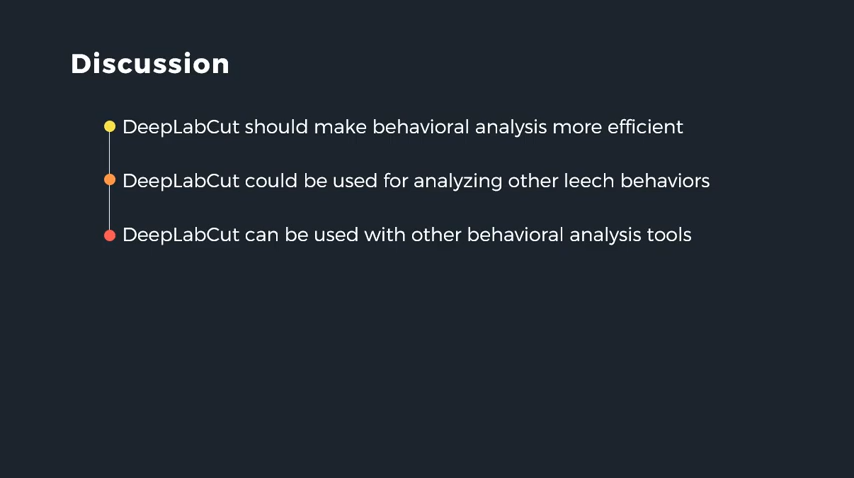 Discussion
DeepLabCut should make behavioral analysis more efficient
DeepLabCut could be used for analyzing other leech behaviors
DeepLabCut can be used with other behavioral analysis tools